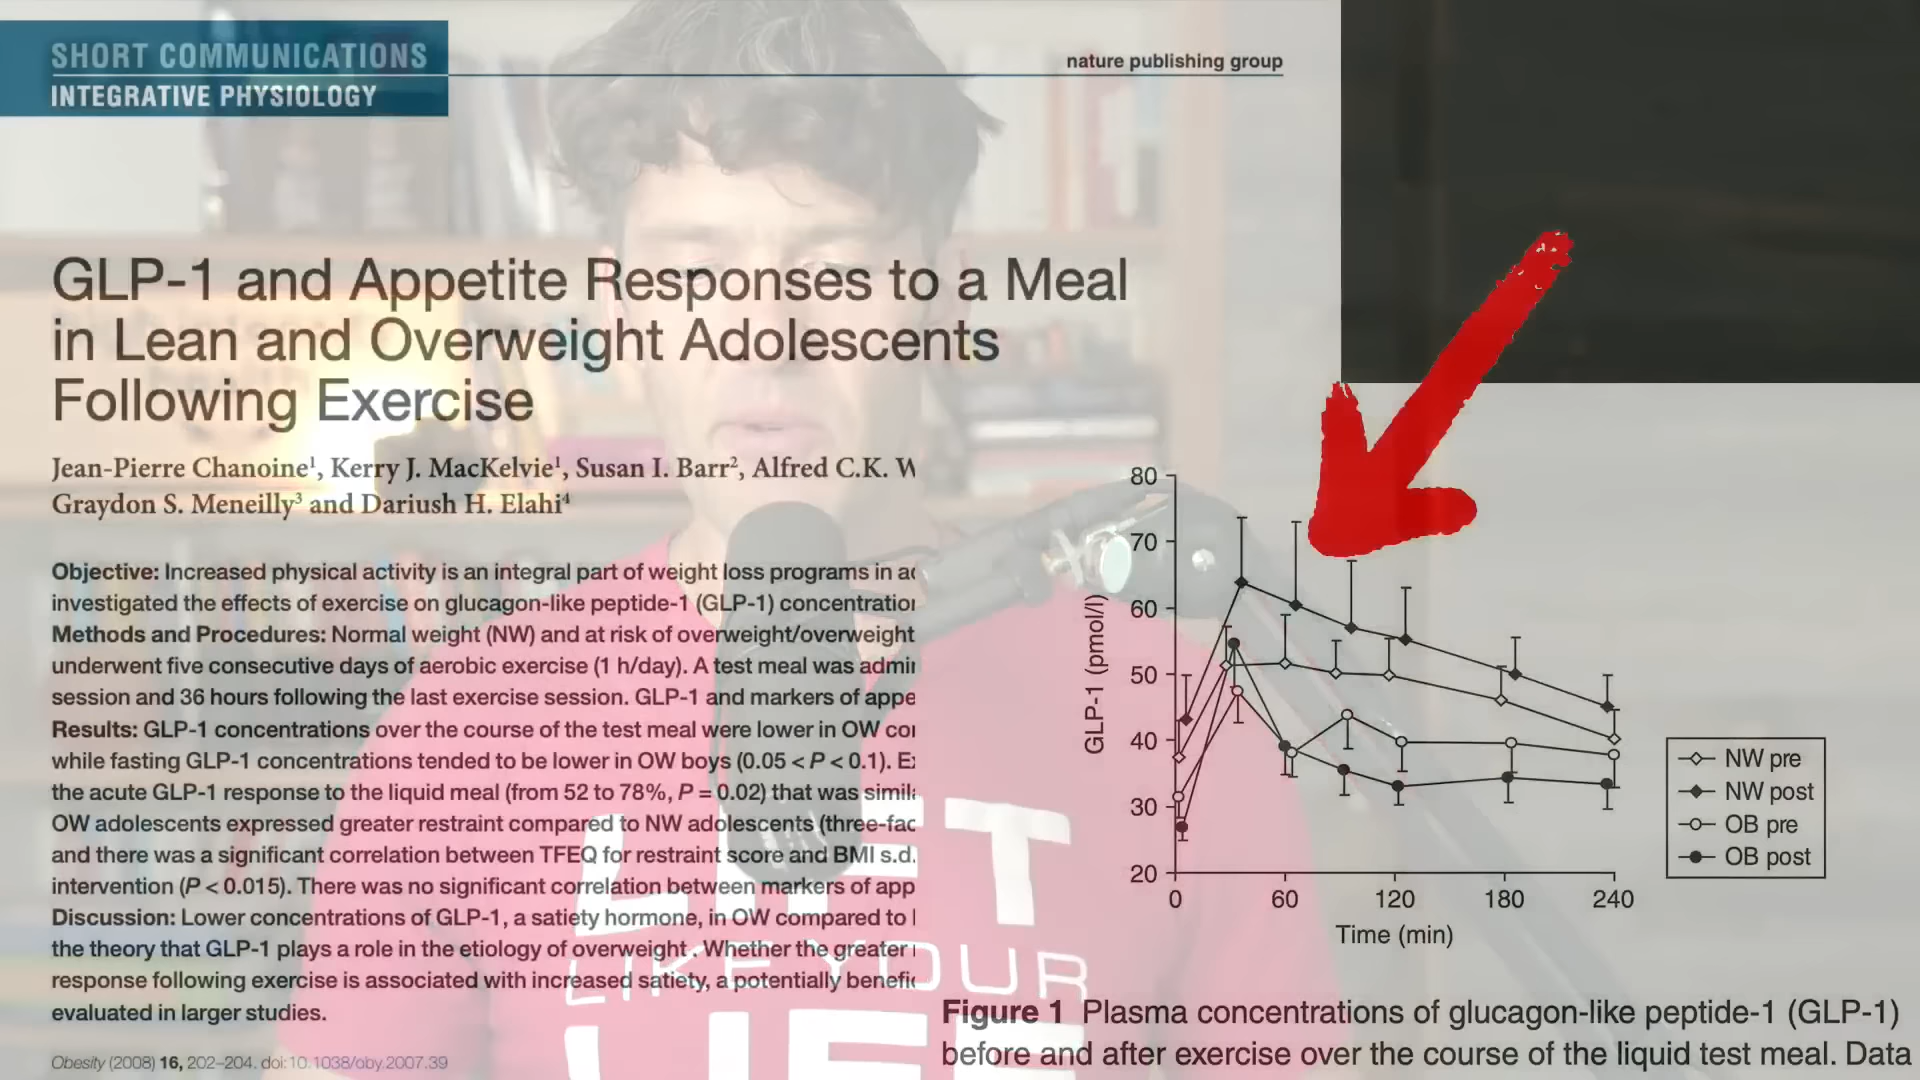 SHORT COMMUNICATIONS
INTEGRATIVE PHYSIOLOGY
nature publishing group
GLP-1 and Appetite Responses to a Meal
in Lean and Overweight Adolescents
Following Exercise
Jean-Pierre Chanoine1, Kerry J. MacKelvie1, Susan I. Barr2, Alfred C.K. W
Graydon S. Meneilly3 and Dariush H. Elahi4
Objective: Increased physical activity is an integral part of weight loss programs in
investigated the effects of exercise on glucagon-like peptide-1 (GLP-1)
Methods and Procedures: Normal weight (NW) and at risk of overweight/overweight
underwent five consecutive days of aerobic exercise (1 h/day). A test meal was
session and 36 hours following the last exercise session. GLP-1 and markers of appe
Results: GLP-1 concentrations over the course of the test meal were lower in OW
while fasting GLP-1 concentrations tended to be lower in OW boys (0.05 < P < 0.1).
the acute GLP-1 response to the liquid meal (from 52 to 78%, P = 0.02) that was
OW adolescents expressed greater restraint compared to NW adolescents (three-fac
and there was a significant correlation between TFEQ for restraint score and BMI s.d.
intervention (P < 0.015). There was no significant correlation between markers of app
Discussion: Lower concentrations of GLP-1, a satiety hormone, in OW compared to
the theory that GLP-1 plays a role in the etiology of overweight. Whether the greater
response following exercise is associated with increased satiety, a potentially
evaluated in larger studies.
Obesity (2008) 16, 202–204. doi:10.1038/oby.2007.39
80
70
60
50
40
30
20
GLP-1 (pmol/l)
0 60 120 180 240
Time (min)
NW pre
NW post
OB pre
OB post
Figure 1 Plasma concentrations of glucagon-like peptide-1 (GLP-1)
before and after exercise over the course of the liquid test meal. Data
LIFT
LIKE YOUR
LIFE